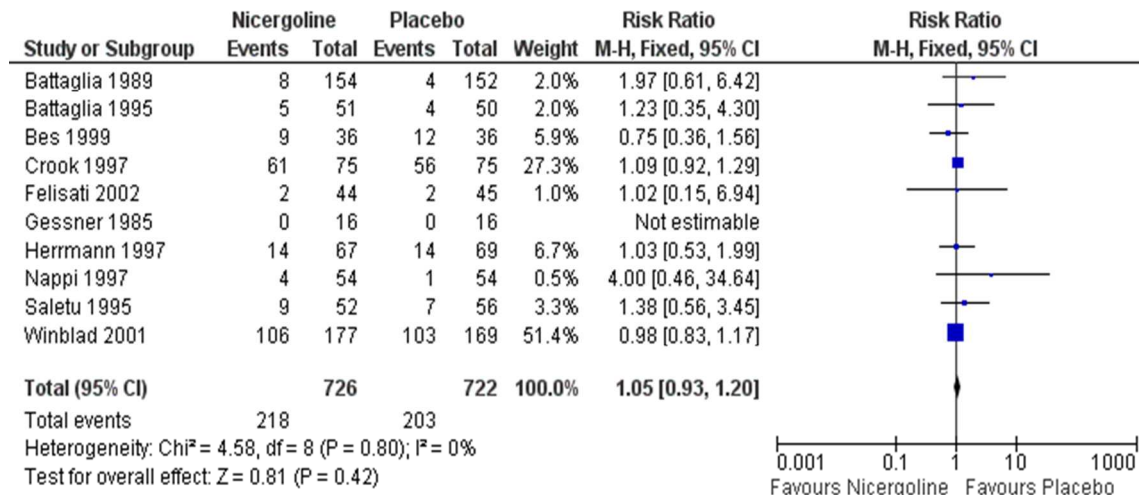 Nicergoline Placebo Risk Ratio Risk Ratio
Study or Subgroup Events Total Events Total Weight M-H, Fixed, 95% CI M-H, Fixed, 95% CI
Battaglia 1989 8 154 4 152 2.0% 1.97 [0.61, 6.42]
Battaglia 1995 5 51 4 50 2.0% 1.23 [0.35, 4.30]
Bes 1999 9 36 12 36 5.9% 0.75 [0.36, 1.56]
Crook 1997 61 75 56 75 27.3% 1.09 [0.92, 1.29]
Felisati 2002 2 44 2 45 1.0% 1.02 [0.15, 6.94]
Gessner 1985 0 16 0 16 Not estimable
Herrmann 1997 14 67 14 69 6.7% 1.03 [0.53, 1.99]
Nappi 1997 4 54 1 54 0.5% 4.00 [0.46, 34.64]
Saletu 1995 9 52 7 56 3.3% 1.38 [0.56, 3.45]
Winblad 2001 106 177 103 169 51.4% 0.98 [0.83, 1.17]
Total (95% CI) 726 722 100.0% 1.05 [0.93, 1.20]
Total events 218 203
Heterogeneity: Chi² = 4.58, df = 8 (P = 0.80); I² = 0%
Test for overall effect: Z = 0.81 (P = 0.42)
0.001 0.1 1 10 1000
Favours Nicergoline Favours Placebo